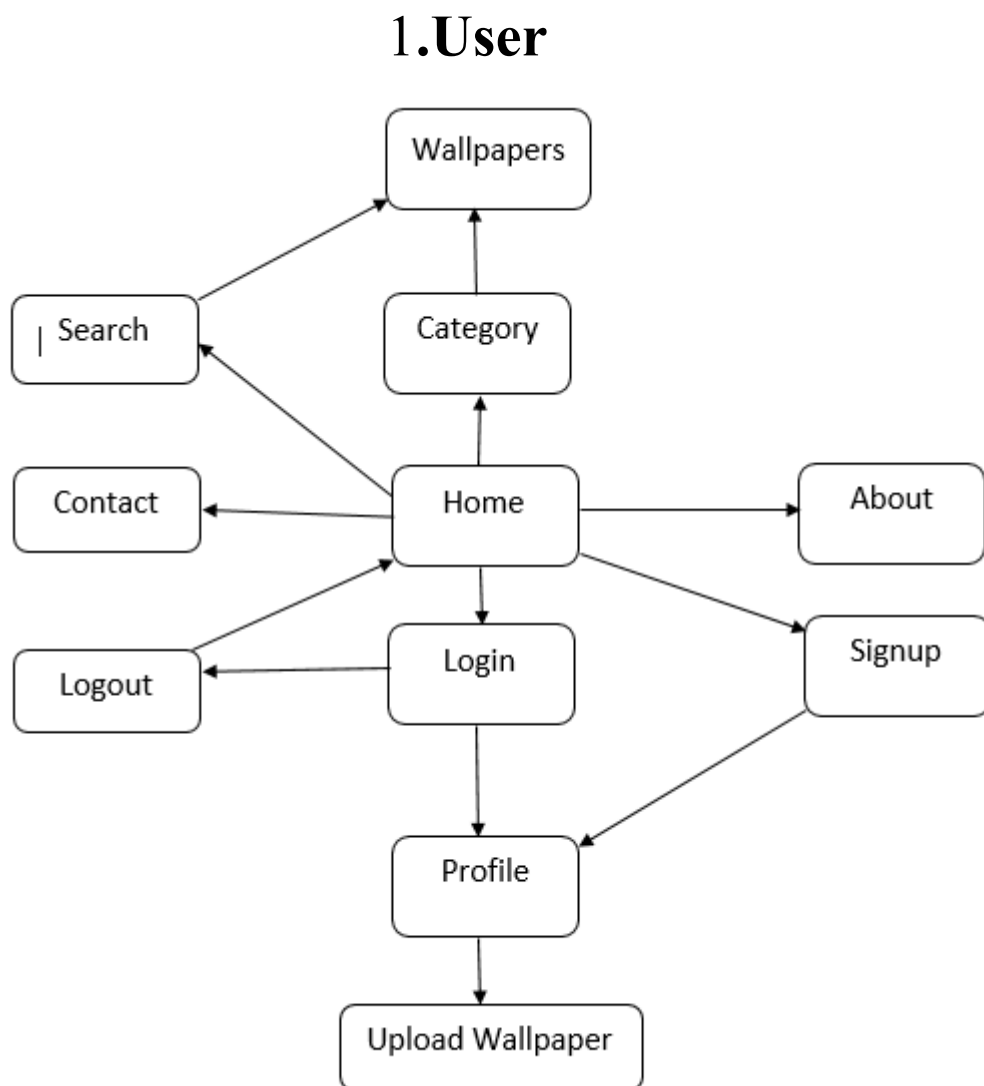 1.User
Wallpapers
Search
Category
Contact
Home
About
Logout
Login
Signup
Profile
Upload Wallpaper